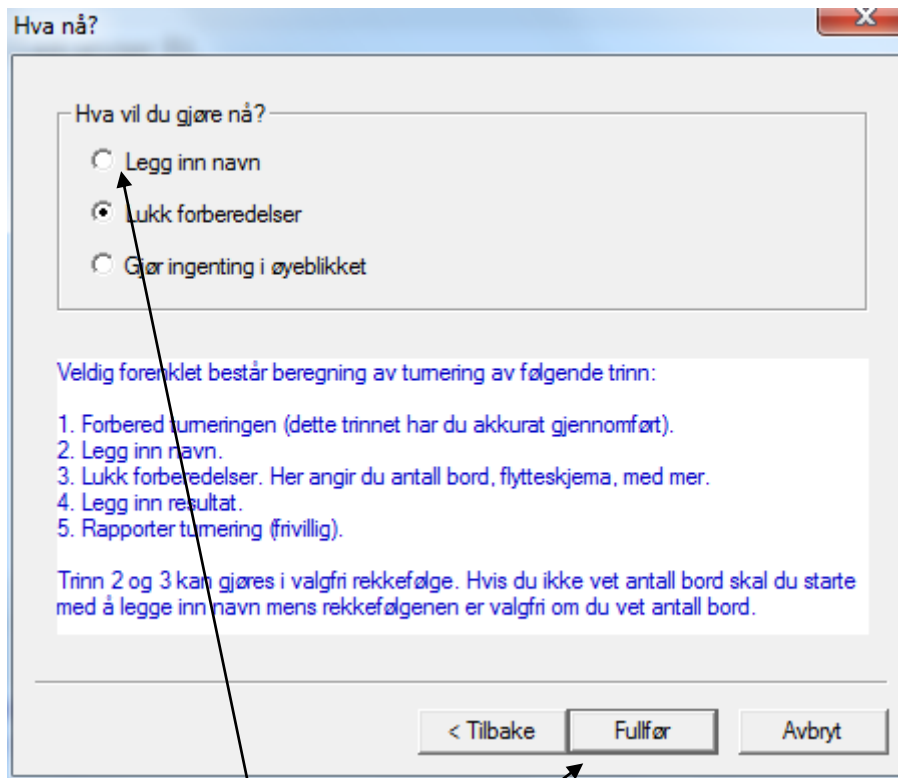 Hva nå?
Hva vil du gjøre nå?
Legg inn navn
Lukk forberedelser
Gjør ingenting i øyeblikket
Veldig forenklet består beregning av turnering av følgende trinn:
1. Forbered turneringen (dette trinnet har du akkurat gjennomført).
2. Legg inn navn.
3. Lukk forberedelser. Her angir du antall bord, flytteskjema, med mer.
4. Legg inn resultat.
5. Rapporter turnering (frivillig).
Trinn 2 og 3 kan gjøres i valgfri rekkefølge. Hvis du ikke vet antall bord skal du starte
med å legge inn navn mens rekkefølgenen er valgfri om du vet antall bord.
< Tilbake
Fullfør
Avbryt